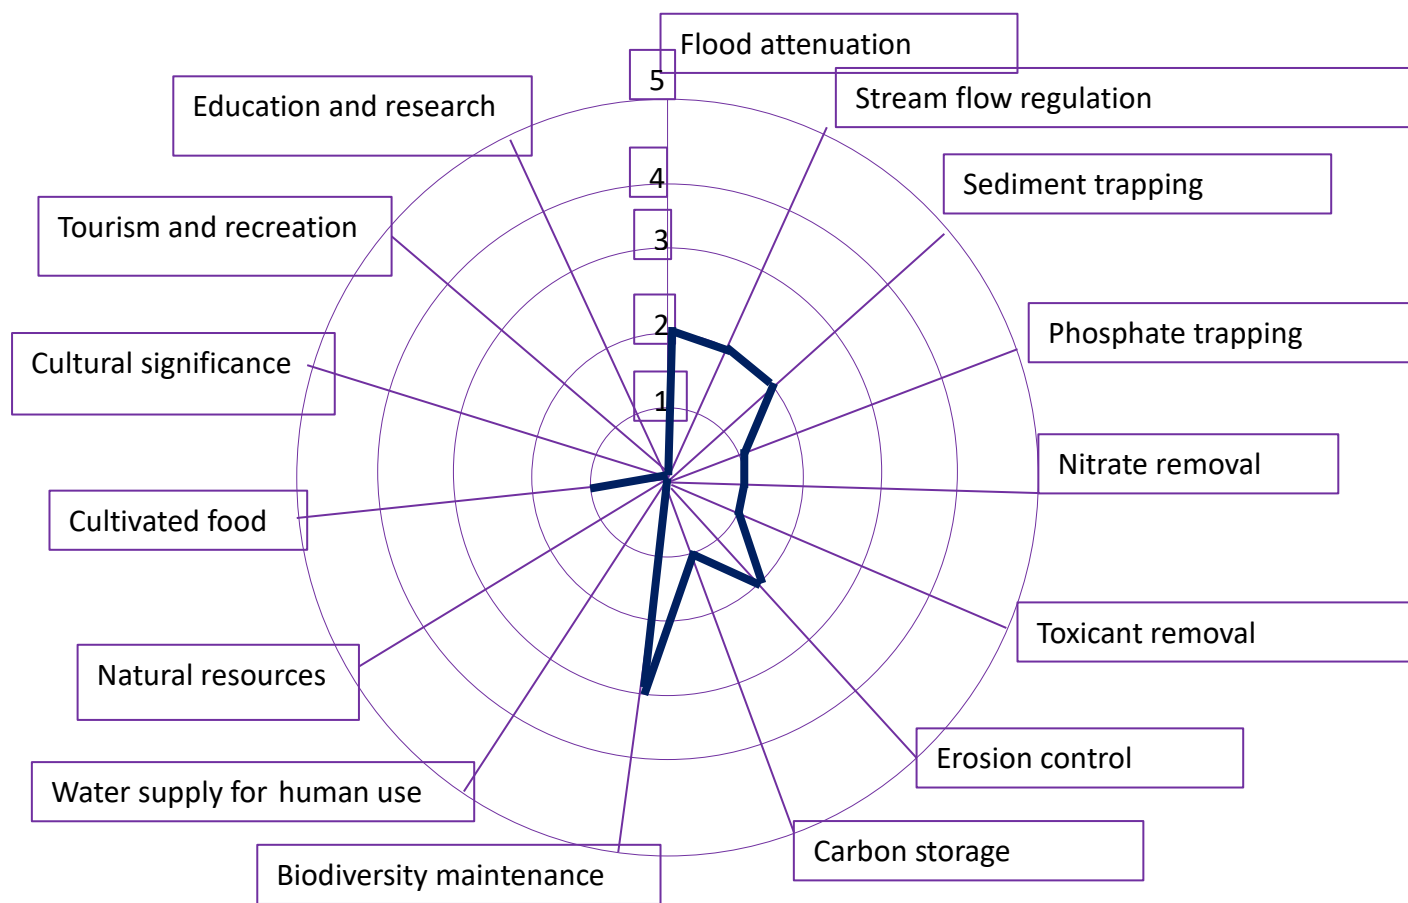 Flood attenuation
5
Stream flow regulation
Education and research
4
Sediment trapping
Tourism and recreation
3
Phosphate trapping
2
Cultural significance
1
Nitrate removal
Cultivated food
Toxicant removal
Natural resources
Erosion control
Water supply for human use
Carbon storage
Biodiversity maintenance